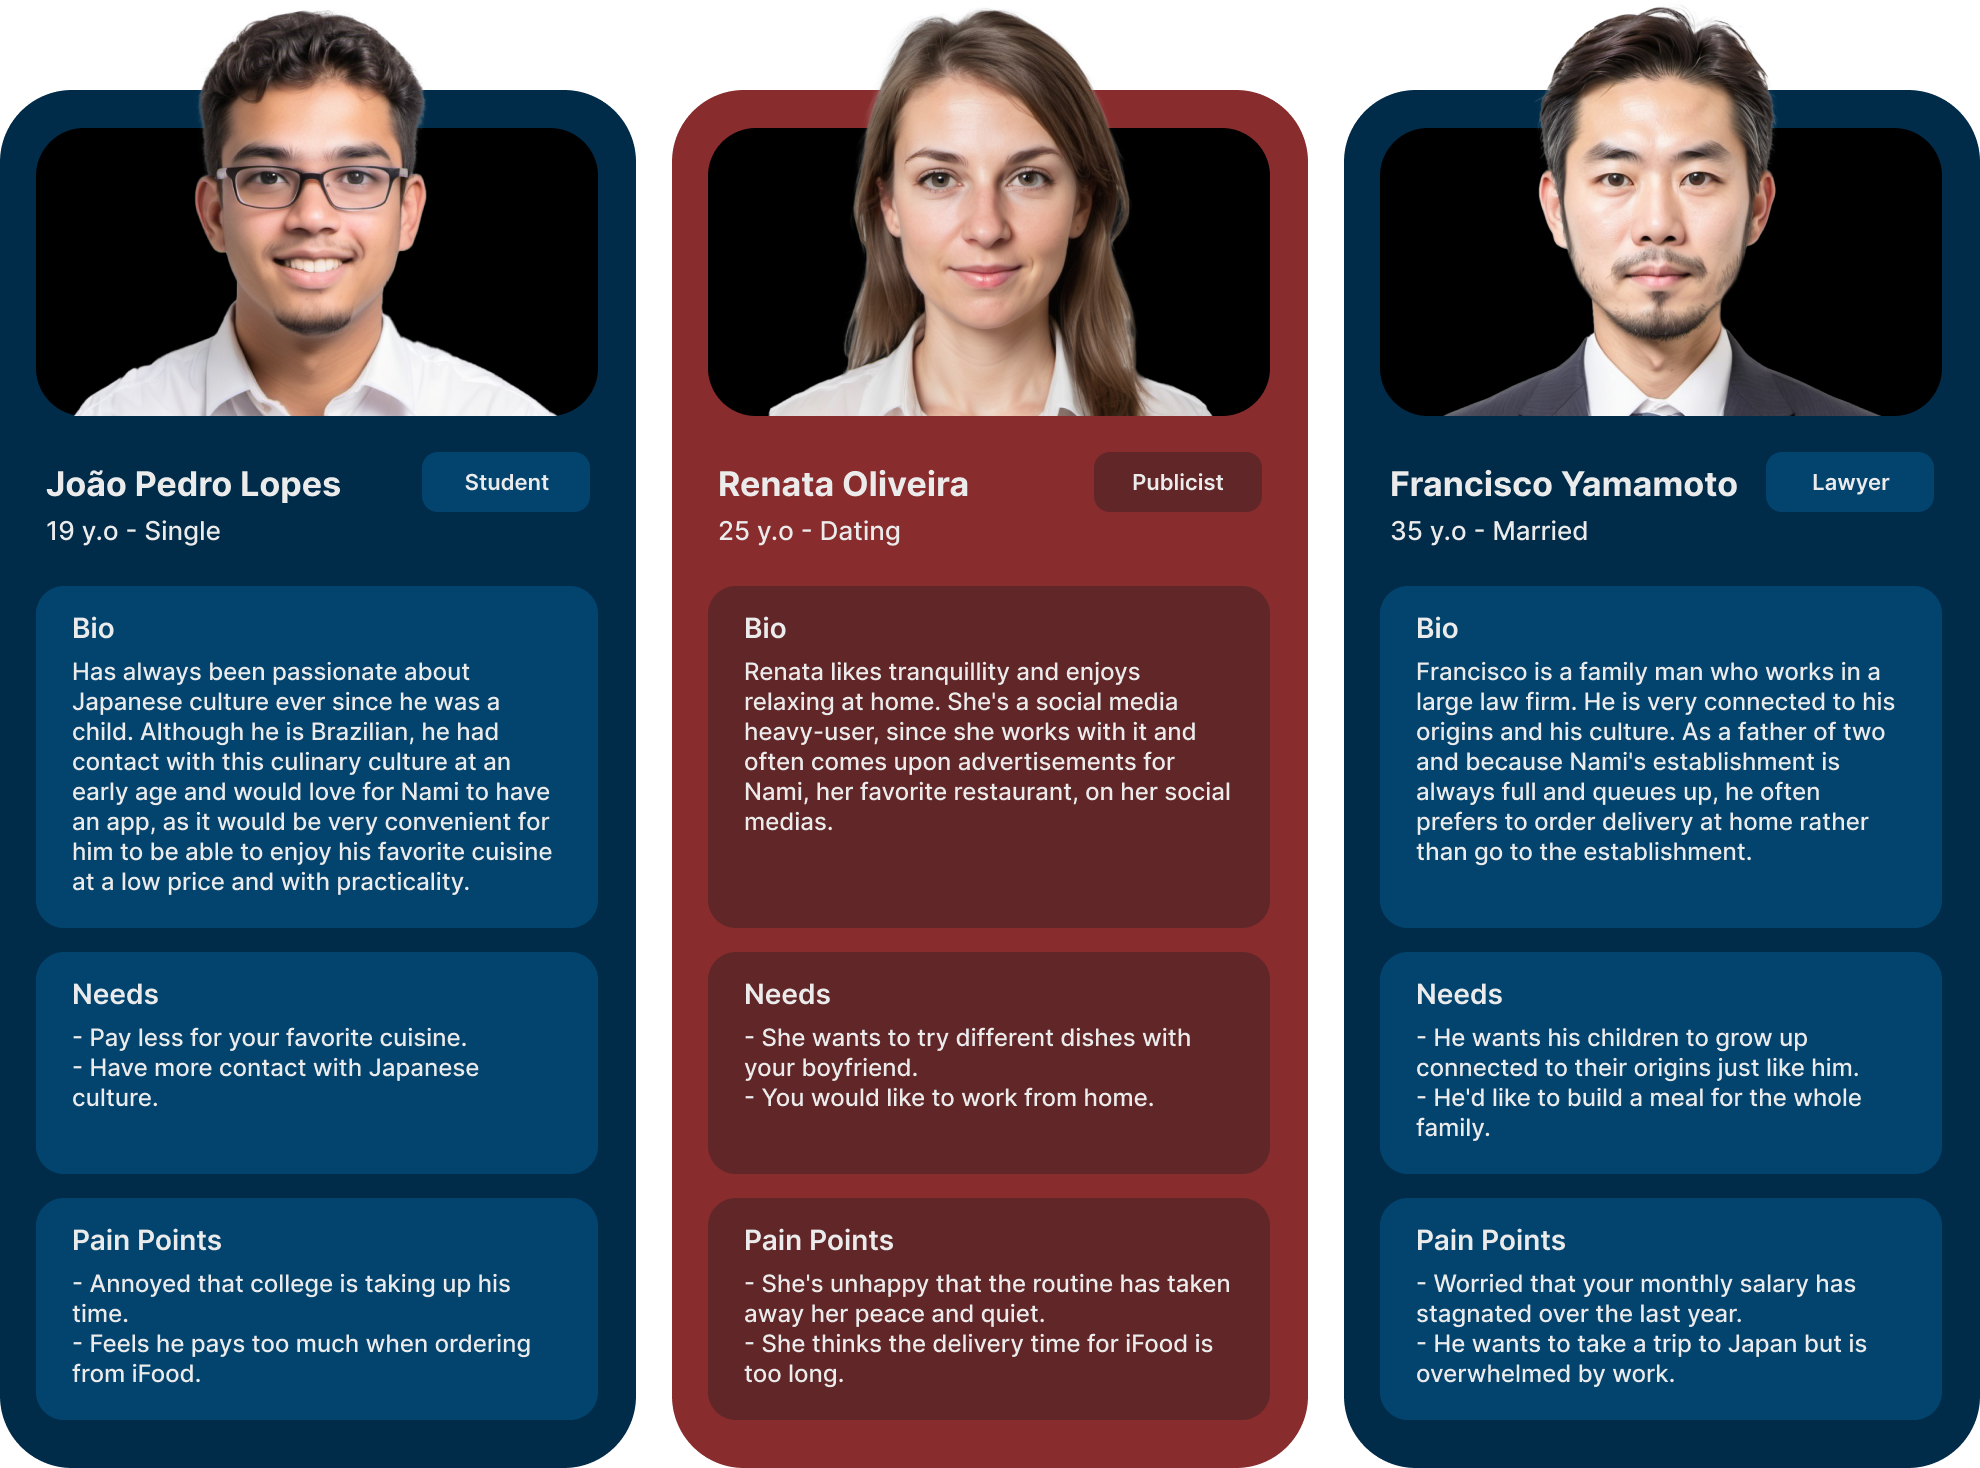 João Pedro Lopes
Student
19 y.o - Single
Bio
Has always been passionate about
Japanese culture ever since he was a
child. Although he is Brazilian, he had
contact with this culinary culture at an
early age and would love for Nami to have
an app, as it would be very convenient for
him to be able to enjoy his favorite cuisine
at a low price and with practicality.
Needs
- Pay less for your favorite cuisine.
- Have more contact with Japanese
culture.
Pain Points
- Annoyed that college is taking up his
time.
- Feels he pays too much when ordering
from iFood.
Renata Oliveira
Publicist
25 y.o - Dating
Bio
Renata likes tranquillity and enjoys
relaxing at home. She's a social media
heavy-user, since she works with it and
often comes upon advertisements for
Nami, her favorite restaurant, on her social
medias.
Needs
- She wants to try different dishes with
your boyfriend.
- You would like to work from home.
Pain Points
- She's unhappy that the routine has taken
away her peace and quiet.
- She thinks the delivery time for iFood is
too long.
Francisco Yamamoto
Lawyer
35 y.o - Married
Bio
Francisco is a family man who works in a
large law firm. He is very connected to his
origins and his culture. As a father of two
and because Nami's establishment is
always full and queues up, he often
prefers to order delivery at home rather
than go to the establishment.
Needs
- He wants his children to grow up
connected to their origins just like him.
- He'd like to build a meal for the whole
family.
Pain Points
- Worried that your monthly salary has
stagnated over the last year.
- He wants to take a trip to Japan but is
overwhelmed by work.